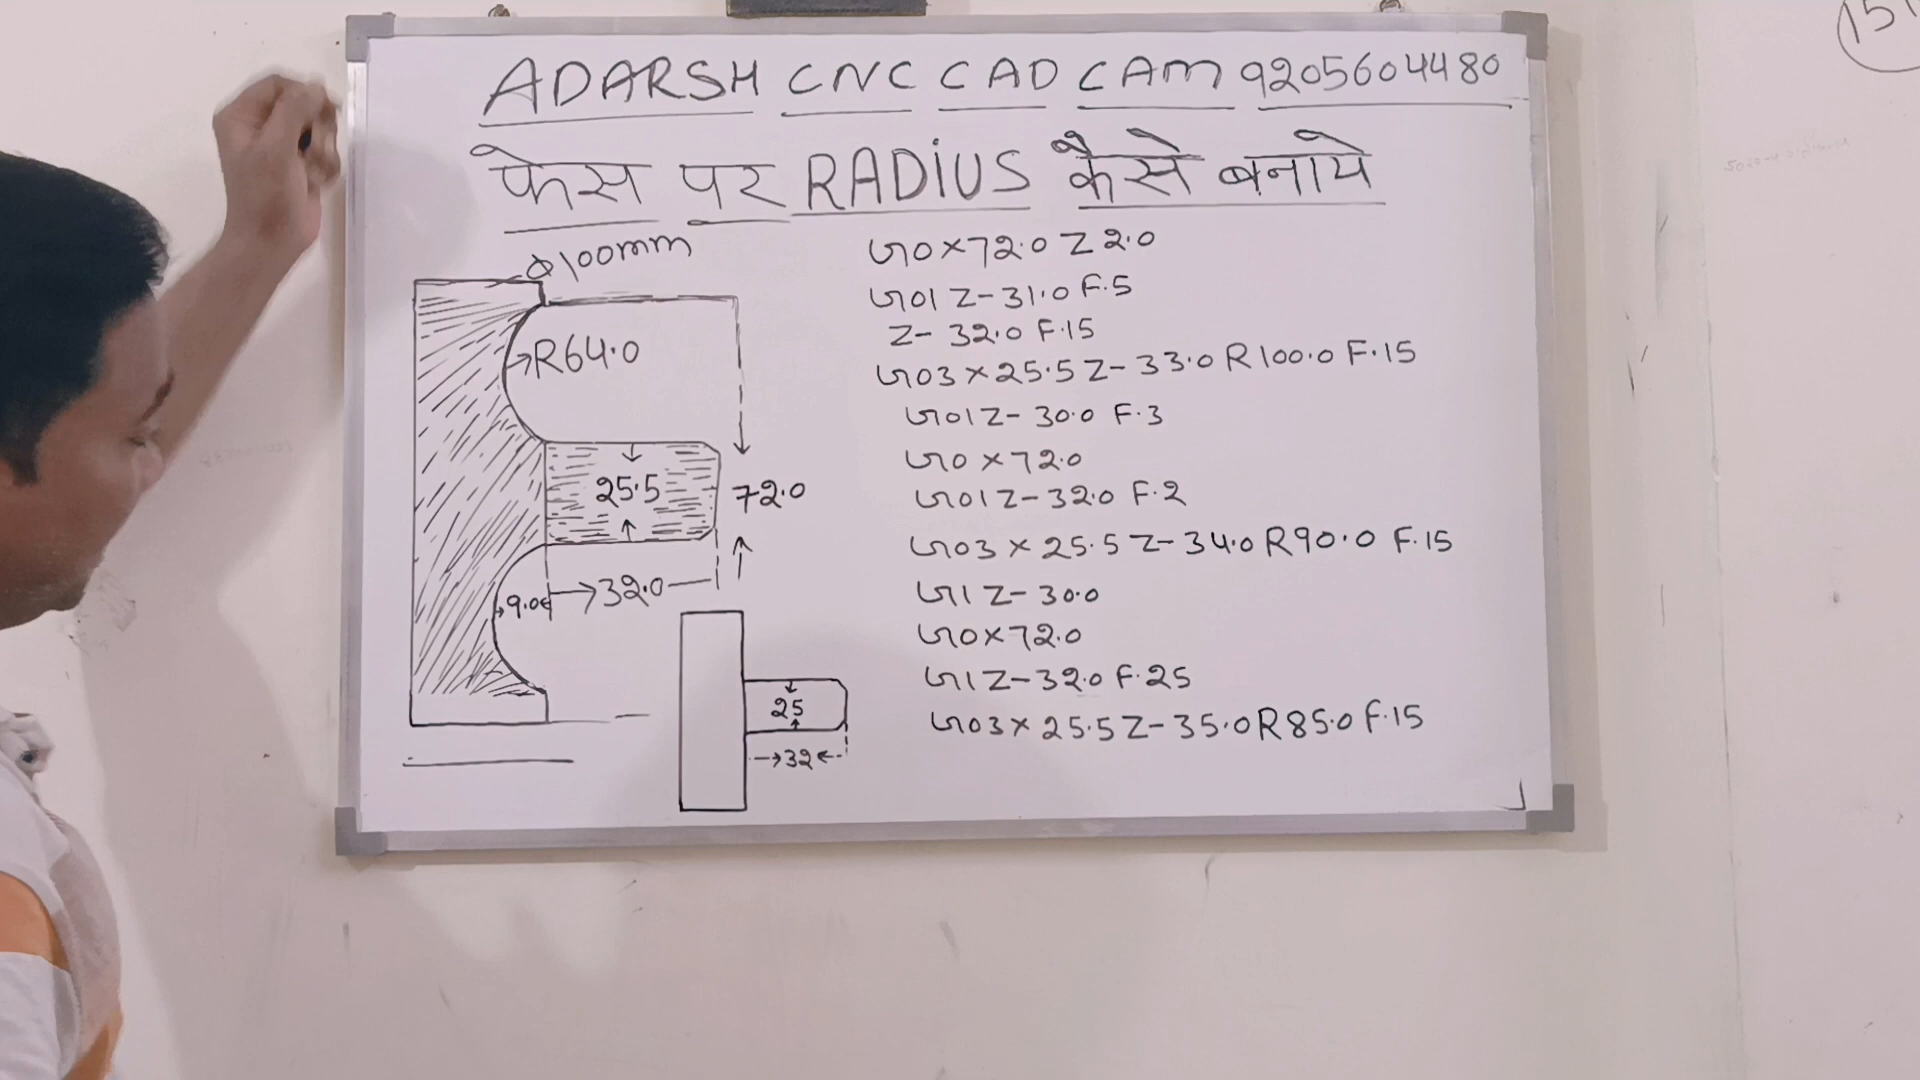 ADARSH CNC CAD CAM 9205604480
फेस पर RADiUS कैसे बनाये
Φ100mm
R64.0
25.5
72.0
9.0
32.0
25
32
G0 X72.0 Z2.0
G01 Z-31.0 F.5
Z-32.0 F.15
G03 X25.5 Z-33.0 R100.0 F.15
G01 Z-30.0 F.3
G0 X72.0
G01 Z-32.0 F.2
G03 X25.5 Z-34.0 R90.0 F.15
G1 Z-30.0
G0 X72.0
G1 Z-32.0 F.25
G03 X25.5 Z-35.0 R85.0 F.15